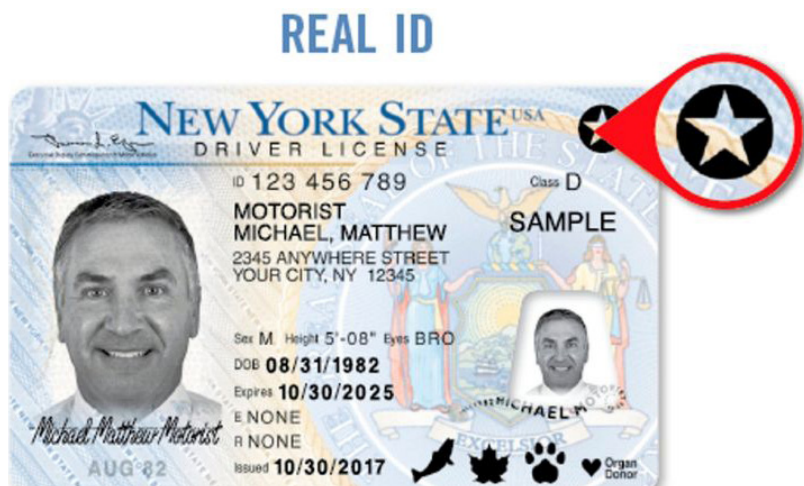 REAL ID
NEW YORK STATE USA
DRIVER LICENSE
ID 123 456 789 Class D
MOTORIST
MICHAEL, MATTHEW
SAMPLE
2345 ANYWHERE STREET
YOUR CITY, NY 12345
Sex M Height 5'-08" Eyes BRO
DOB 08/31/1982
Expires 10/30/2025
E NONE
R NONE
Issued 10/30/2017
Michael Matthew Motorist
AUG 82
MICHAEL MO
EXCELSIOR
Organ
Donor